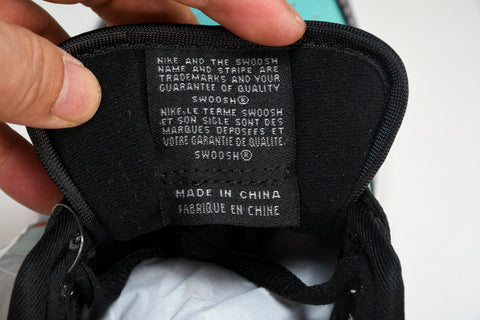 NIKE AND THE SWOOSH
NAME AND STRIPE ARE
TRADEMARKS AND YOUR
GUARANTEE OF QUALITY
SWOOSH®
NIKE, LE TERME SWOOSH
ET SON SIGLE SONT DES
MARQUES DEPOSEES ET
VOTRE GARANTIE DE QUALITE.
SWOOSH®
MADE IN CHINA
FABRIQUE EN CHINE